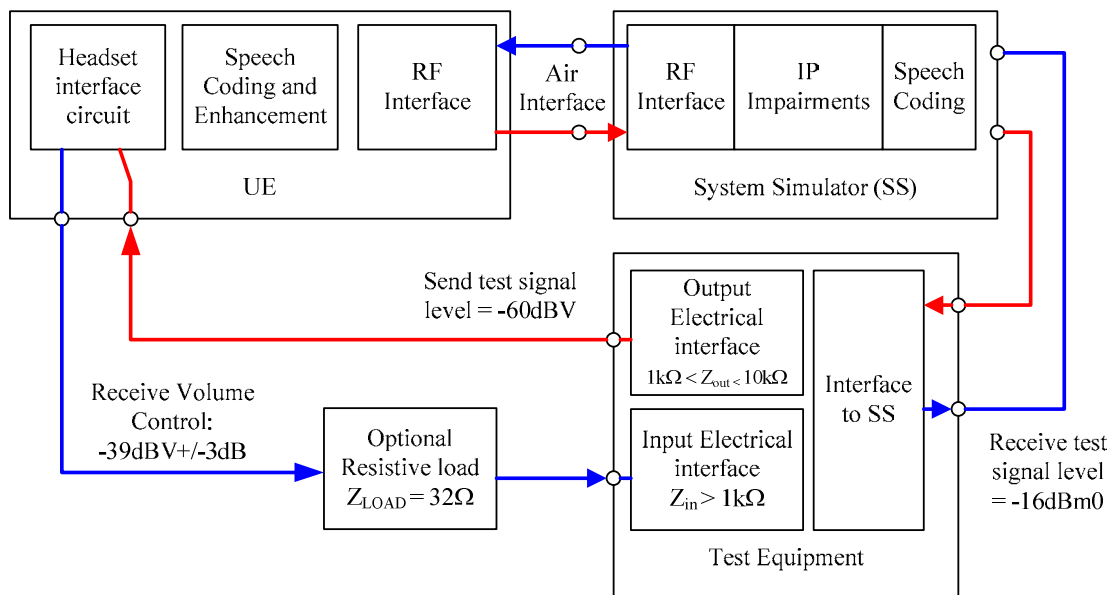 Headset
interface
circuit
Speech
Coding and
Enhancement
RF
Interface
UE
Air
Interface
RF
Interface
IP
Impairments
Speech
Coding
System Simulator (SS)
Send test signal
level = -60dBV
Output
Electrical
interface
1kΩ < Zout < 10kΩ
Interface
to SS
Receive Volume
Control:
-39dBV+/-3dB
Optional
Resistive load
ZLOAD = 32Ω
Input Electrical
interface
Zin > 1kΩ
Receive test
signal level
= -16dBm0
Test Equipment